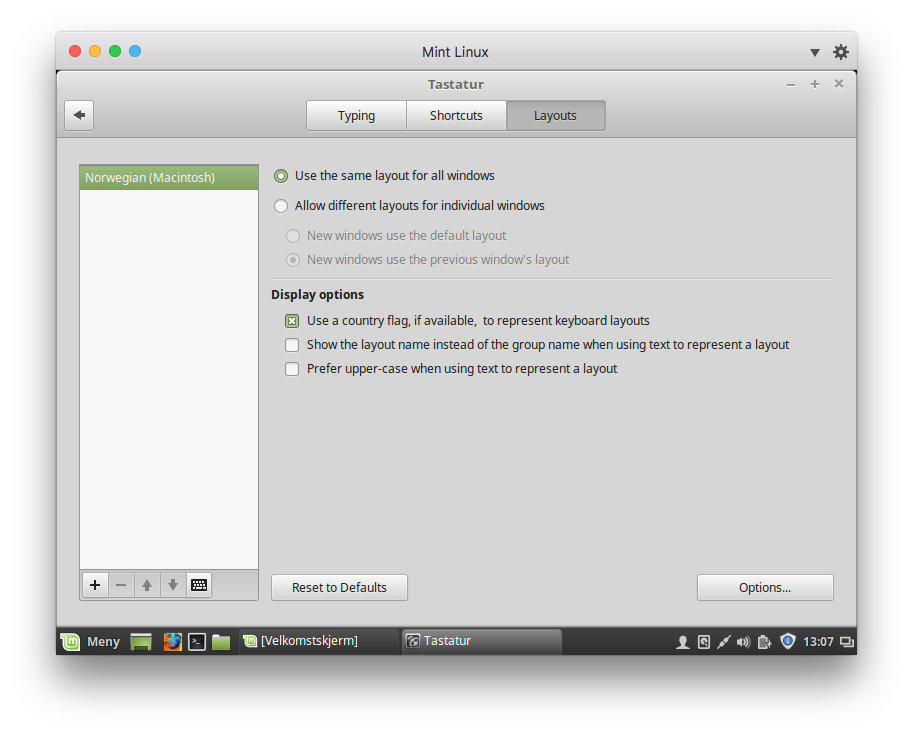 Mint Linux
Tastatur
Typing
Shortcuts
Layouts
Norwegian (Macintosh)
Use the same layout for all windows
Allow different layouts for individual windows
New windows use the default layout
New windows use the previous window's layout
Display options
Use a country flag, if available,  to represent keyboard layouts
Show the layout name instead of the group name when using text to represent a layout
Prefer upper-case when using text to represent a layout
Reset to Defaults
Options...
Meny
[Velkomstskjerm]
Tastatur
13:07